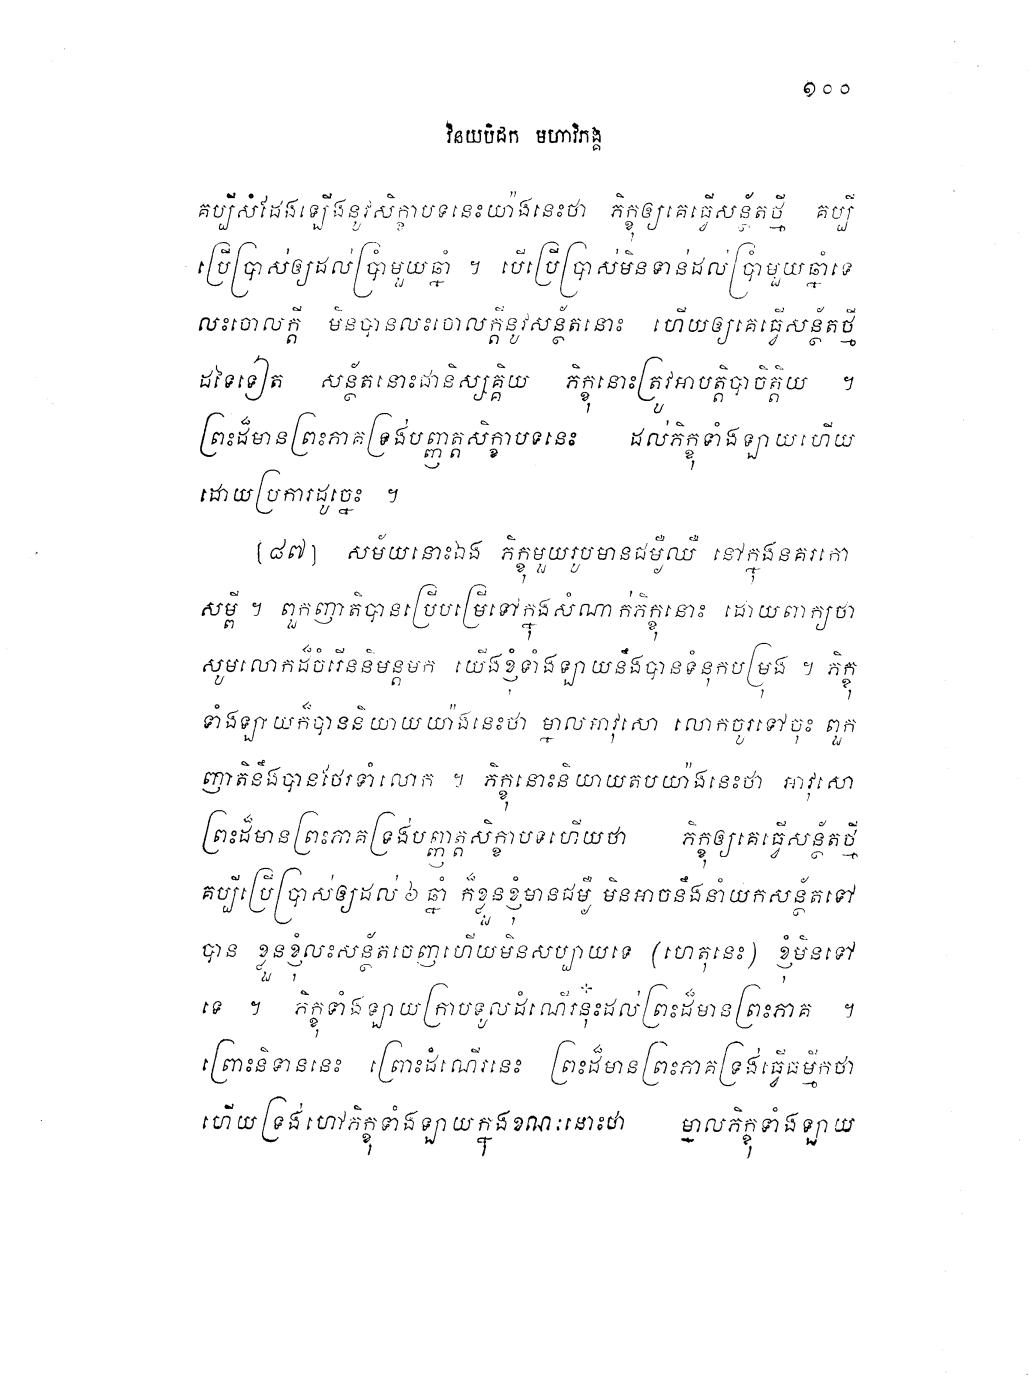 ១០០
វិនយបិដក មហាវិភង្គ
គប្បីសំដែងឡើងនូវសិក្ខាបទនេះយ៉ាងនេះថា ភិក្ខុឲ្យគេធ្វើសន្ថ័តថ្មី គប្បី
ប្រើប្រាស់ឲ្យដល់ប្រាំមួយឆ្នាំ ។ បើប្រើប្រាស់មិនទាន់ដល់ប្រាំមួយឆ្នាំទេ
លះចោលក្តី មិនបានលះចោលក្តីនូវសន្ថ័តនោះ ហើយឲ្យគេធ្វើសន្ថ័តថ្មី
ដទៃទៀត សន្ថ័តនោះជានិស្សគ្គិយ ភិក្ខុនោះត្រូវអាបត្តិបាចិត្តិយ ។
ព្រះដ៏មានព្រះភាគទ្រង់បញ្ញត្តសិក្ខាបទនេះ ដល់ភិក្ខុទាំងឡាយហើយ
ដោយប្រការដូច្នេះ ។
[៨៧] សម័យនោះឯង ភិក្ខុមួយរូបមានជម្ងឺឈឺ នៅក្នុងនគរកោ
សម្ពី ។ ពួកញាតិបានប្រើបម្រើទៅក្នុងសំណាក់ភិក្ខុនោះ ដោយពាក្យថា
សូមលោកដ៏ចំរើននិមន្តមក យើងខ្ញុំទាំងឡាយនឹងបានទំនុកបម្រុង ។ ភិក្ខុ
ទាំងឡាយក៏បាននិយាយយ៉ាងនេះថា ម្នាលអាវុសោ លោកចូរទៅចុះ ពួក
ញាតិនឹងបានថែរទាំលោក ។ ភិក្ខុនោះនិយាយតបយ៉ាងនេះថា អាវុសោ
ព្រះដ៏មានព្រះភាគទ្រង់បញ្ញត្តសិក្ខាបទហើយថា ភិក្ខុឲ្យគេធ្វើសន្ថ័តថ្មី
គប្បីប្រើប្រាស់ឲ្យដល់ ៦ ឆ្នាំ ក៏ខ្លួនខ្ញុំមានជម្ងឺ មិនអាចនឹងនាំយកសន្ថ័តទៅ
បាន ខ្លួនខ្ញុំលះសន្ថ័តចេញហើយមិនសប្បាយទេ (ហេតុនេះ) ខ្ញុំមិនទៅ
ទេ ។ ភិក្ខុទាំងឡាយក្រាបទូលដំណើរនុ៎ះដល់ព្រះដ៏មានព្រះភាគ ។
ព្រោះនិទាននេះ ព្រោះដំណើរនេះ ព្រះដ៏មានព្រះភាគទ្រង់ធ្វើធម្មីកថា
ហើយទ្រង់ហៅភិក្ខុទាំងឡាយក្នុងខណៈនោះថា ម្នាលភិក្ខុទាំងឡាយ